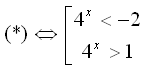 (*) ⇔ [ 4^x < -2
4^x > 1